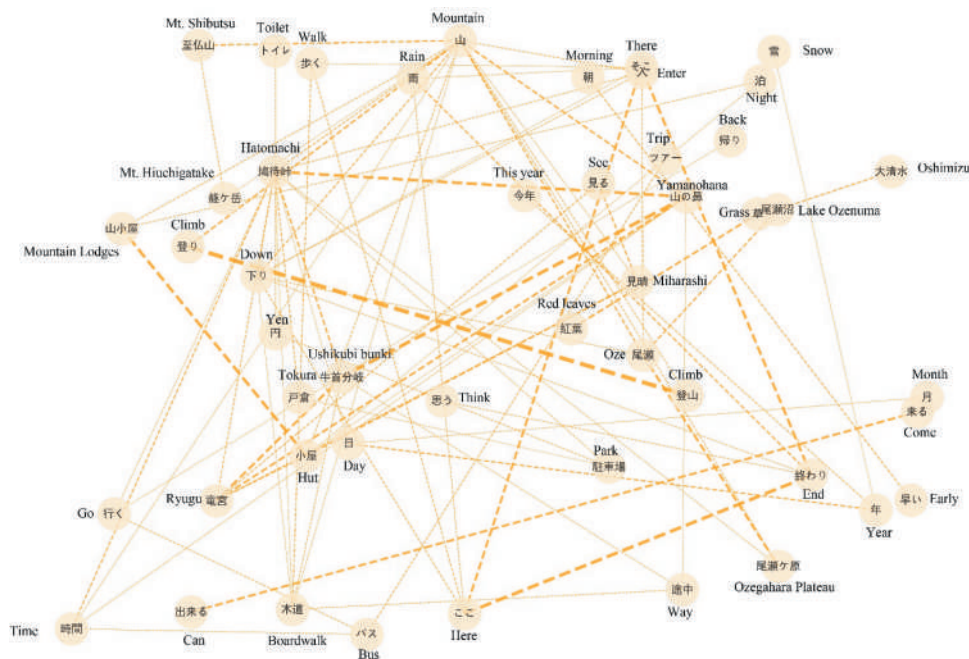 Mountain
山
Mt. Shibutsu
至仏山
Toilet
トイレ
Walk
歩く
Rain
雨
Morning
朝
There
そこ
入
Enter
雪
Snow
泊
Night
Back
帰り
Trip
ツアー
See
見る
Hatomachi
鳩待峠
This year
今年
Yamanohana
山の鼻
大清水
Oshimizu
Mt. Hiuchigatake
燧ケ岳
Grass 草
尾瀬沼
Lake Ozenuma
山小屋
Mountain Lodges
Climb
登り
Down
下り
見晴
Miharashi
Red leaves
紅葉
Yen
円
Ushikubi bunki
牛首分岐
Oze 尾瀬
Tokura
戸倉
思う
Think
Climb
登山
Month
月
来る
Come
日
Day
小屋
Hut
Park
駐車場
終わり
End
Ryugu 竜宮
Go 行く
年
Year
早い
Early
尾瀬ケ原
Ozegahara Plateau
途中
Way
Time
時間
出来る
Can
木道
Boardwalk
バス
Bus
ここ
Here